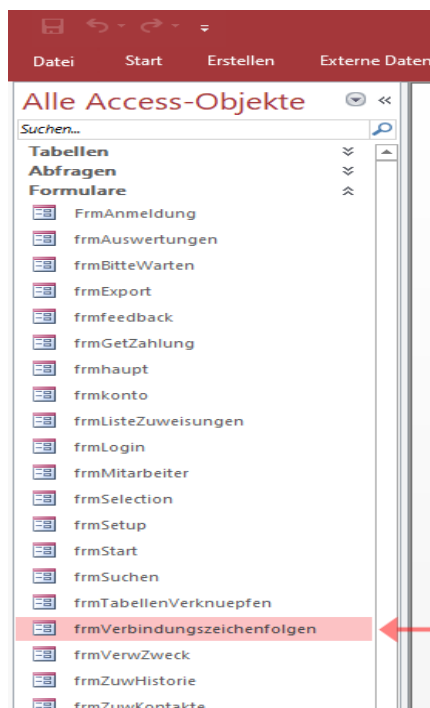 Datei Start Erstellen Externe Daten
Alle Access-Objekte
Suchen...
Tabellen
Abfragen
Formulare
FrmAnmeldung
frmAuswertungen
frmBitteWarten
frmExport
frmfeedback
frmGetZahlung
frmhaupt
frmkonto
frmListeZuweisungen
frmLogin
frmMitarbeiter
frmSelection
frmSetup
frmStart
frmSuchen
frmTabellenVerknuepfen
frmVerbindungszeichenfolgen
frmVerwZweck
frmZuwHistorie
frmZuwKontakte